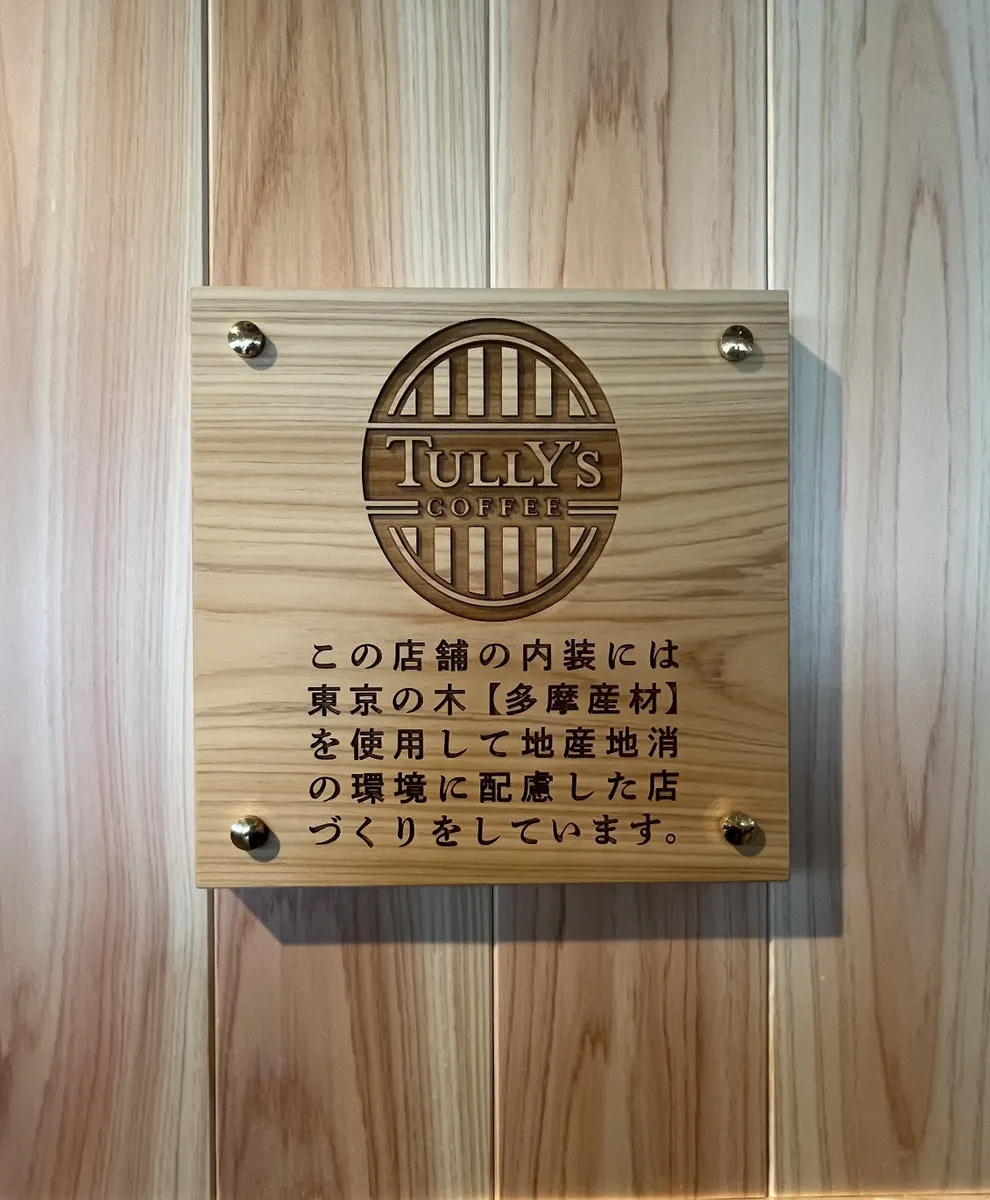 TULLY'S
COFFEE
この店舗の内装には
東京の木【多摩産材】
を使用して地産地消
の環境に配慮した店
づくりをしています。